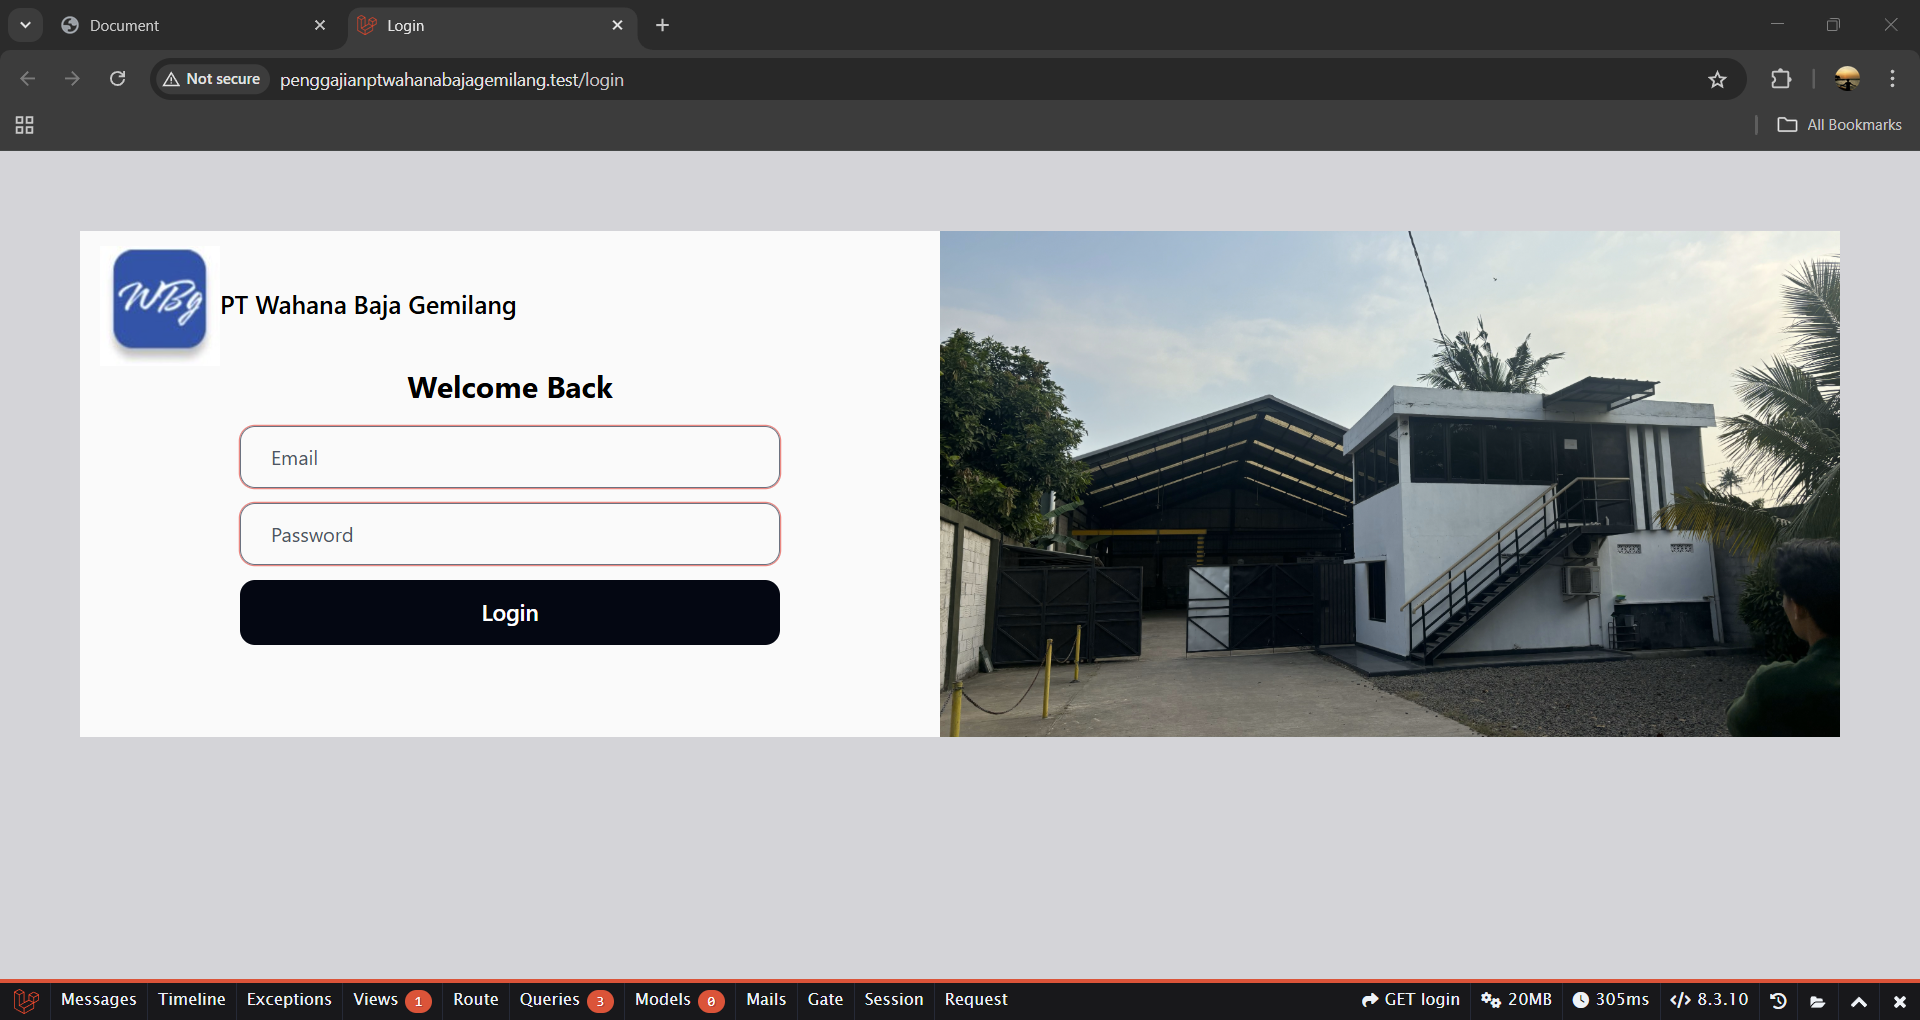 Document
Login
Not secure
penggajianptwahanabajagemilang.test/login
All Bookmarks
WBg
PT Wahana Baja Gemilang
Welcome Back
Email
Password
Login
Messages Timeline Exceptions Views 1 Route Queries 3 Models 0 Mails Gate Session Request GET login 20MB 305ms 8.3.10